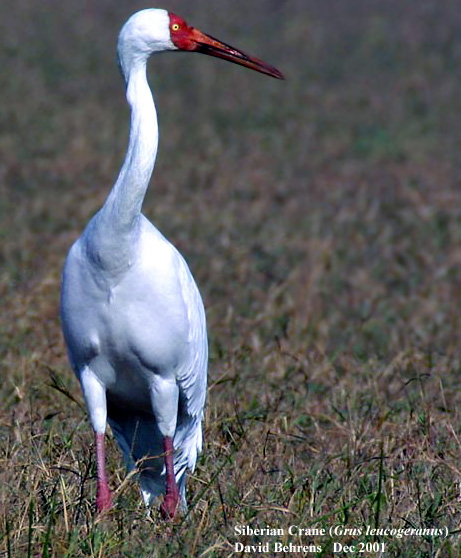 Siberian Crane (Grus leucogeranus)
David Behrens Dec 2001